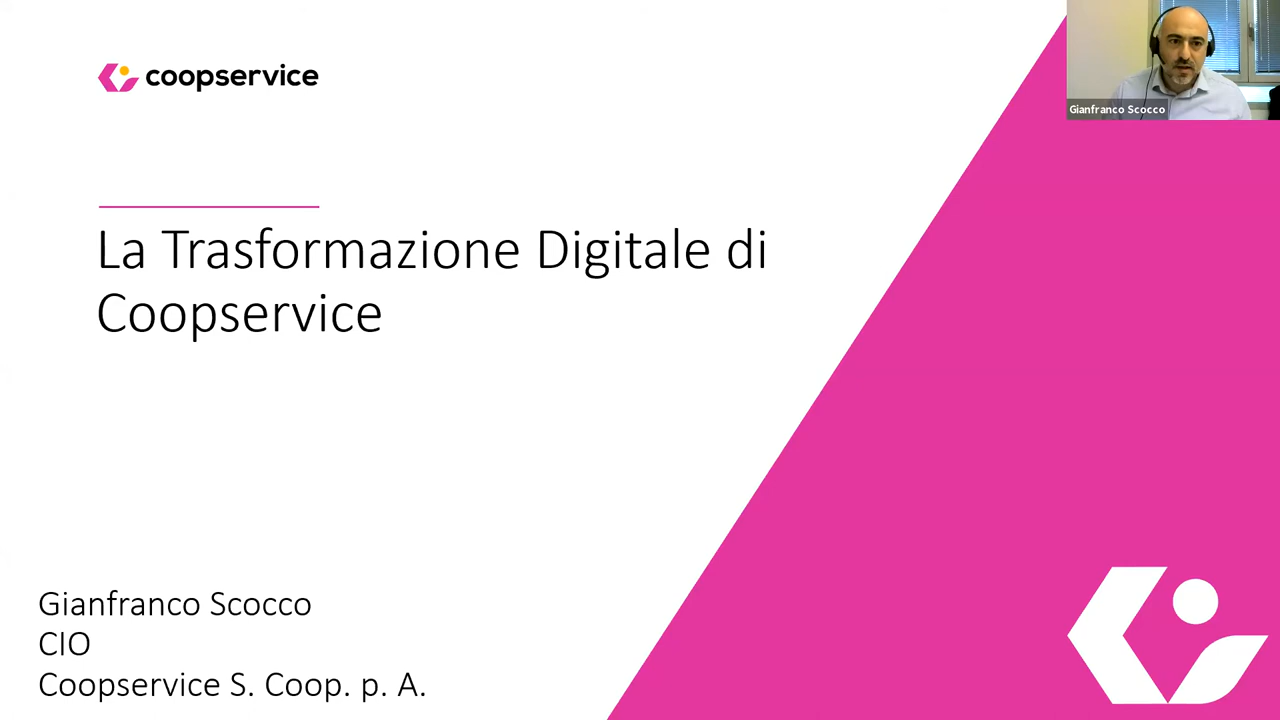 coopservice
Gianfranco Scocco
La Trasformazione Digitale di
Coopservice
Gianfranco Scocco
CIO
Coopservice S. Coop. p. A.